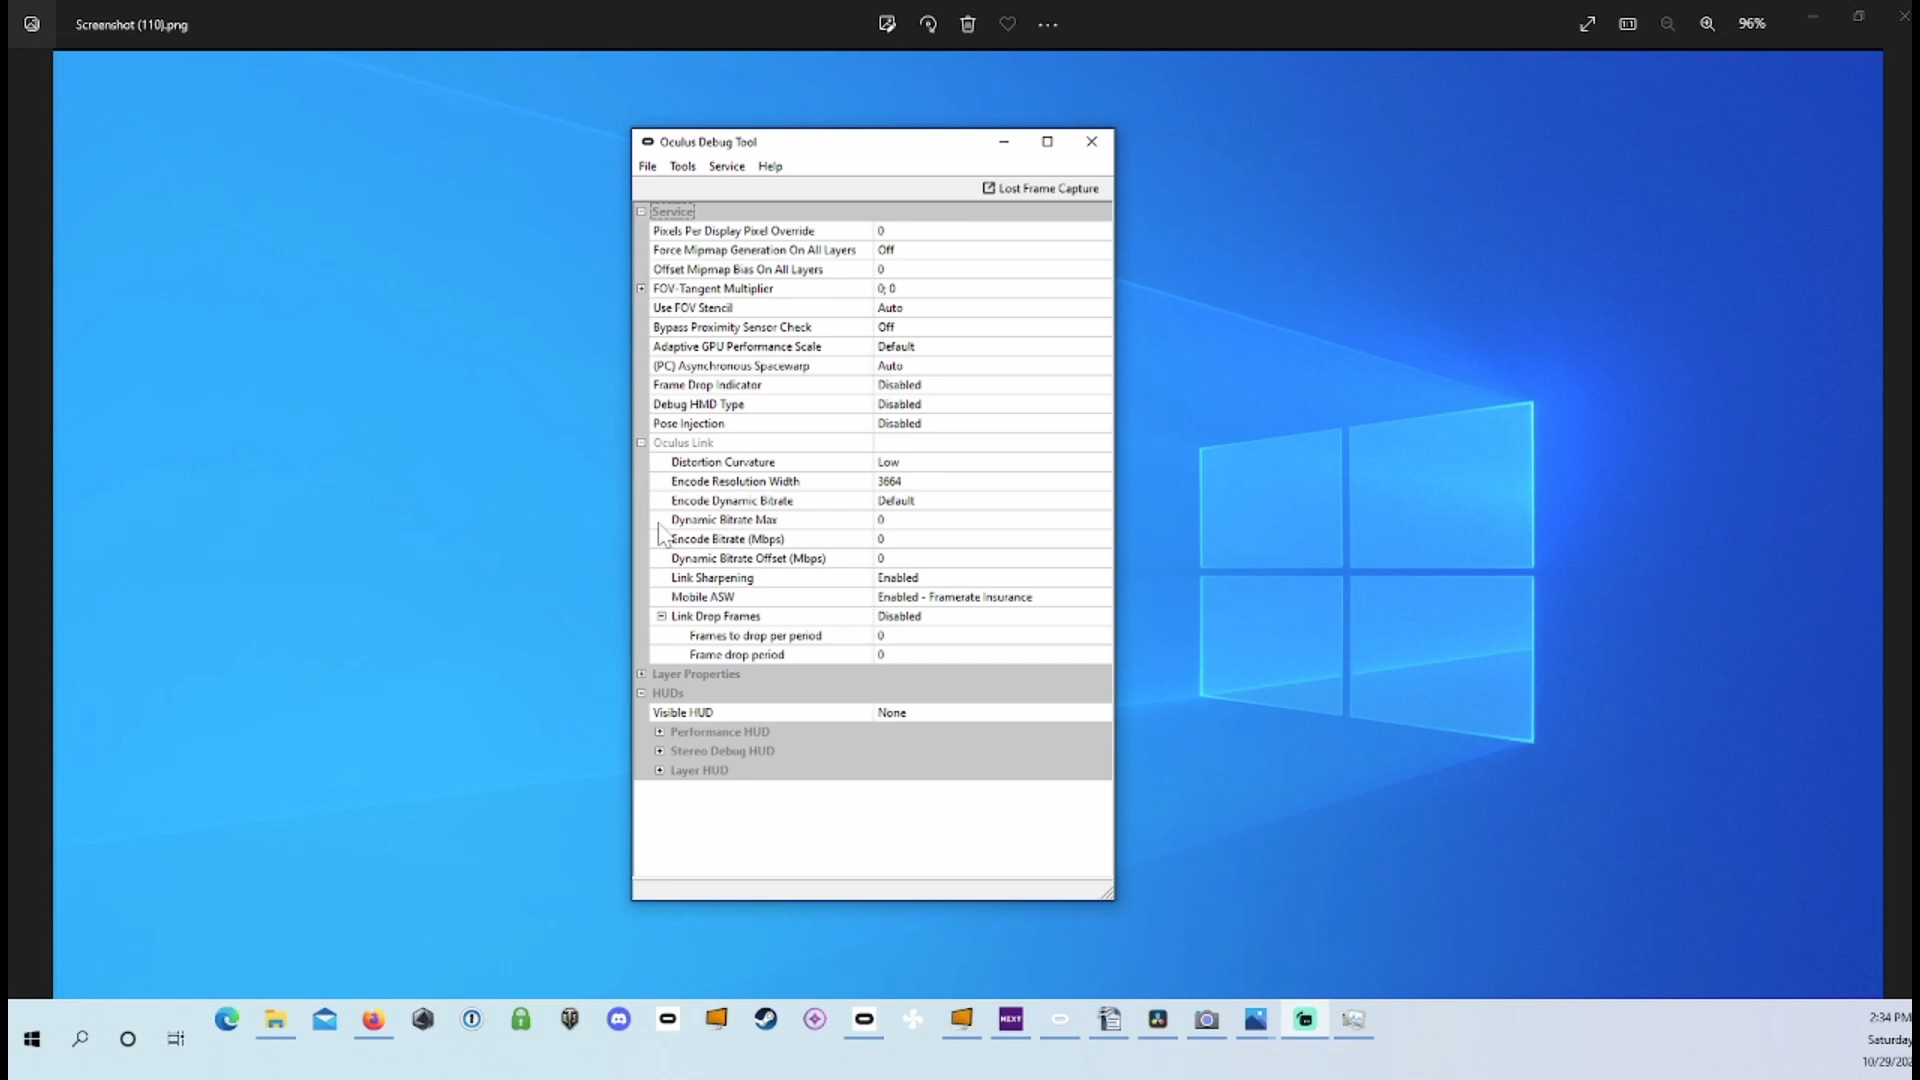 Screenshot (110).png
96%
Oculus Debug Tool
File Tools Service Help
Lost Frame Capture
Service
Pixels Per Display Pixel Override 0
Force Mipmap Generation On All Layers Off
Offset Mipmap Bias On All Layers 0
FOV-Tangent Multiplier 0; 0
Use FOV Stencil Auto
Bypass Proximity Sensor Check Off
Adaptive GPU Performance Scale Default
(PC) Asynchronous Spacewarp Auto
Frame Drop Indicator Disabled
Debug HMD Type Disabled
Pose Injection Disabled
Oculus Link
Distortion Curvature Low
Encode Resolution Width 3664
Encode Dynamic Bitrate Default
Dynamic Bitrate Max 0
Encode Bitrate (Mbps) 0
Dynamic Bitrate Offset (Mbps) 0
Link Sharpening Enabled
Mobile ASW Enabled - Framerate Insurance
Link Drop Frames Disabled
Frames to drop per period 0
Frame drop period 0
Layer Properties
HUDs
Visible HUD None
Performance HUD
Stereo Debug HUD
Layer HUD
NEXT
2:34 PM
Saturday
10/29/202